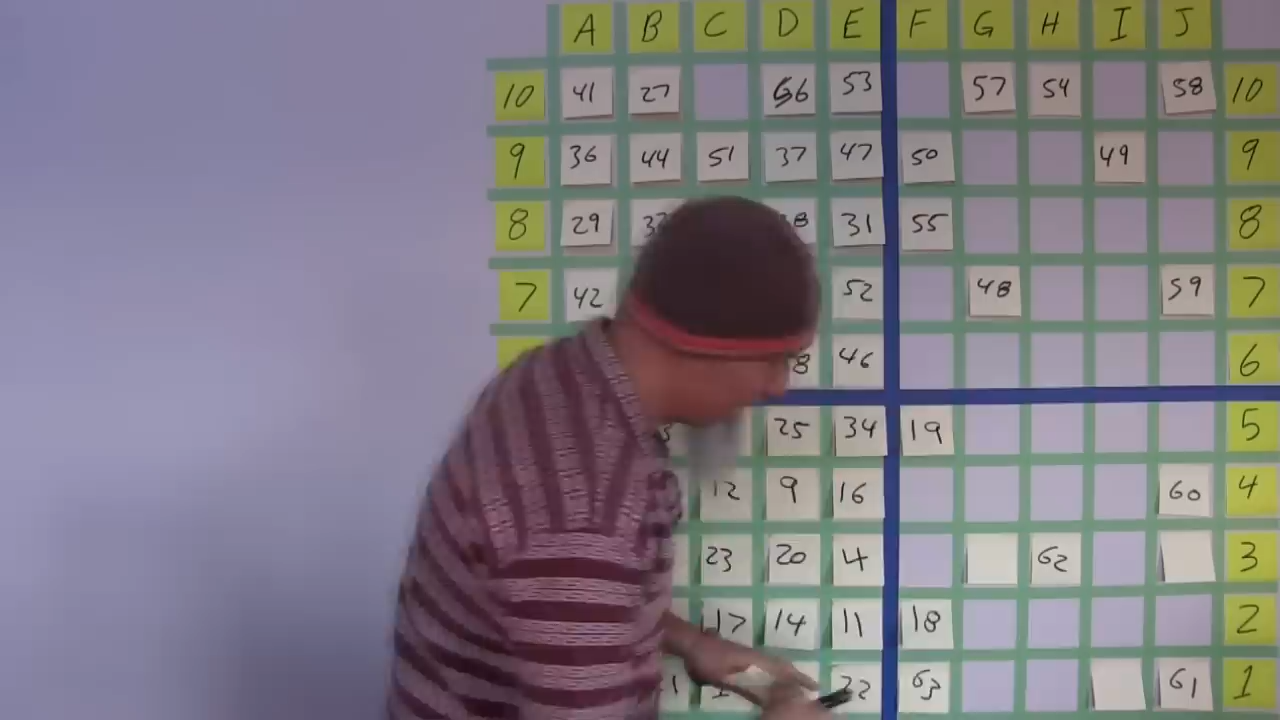 A B C D E F G H I J
10 41 27 56 53 57 54 58 10
9 36 44 51 37 47 50 49 9
8 29 31 55 8
7 42 52 48 59 7
46 6
25 34 19 5
12 9 16 60 4
23 20 4 62 3
17 14 11 18 2
63 61 1